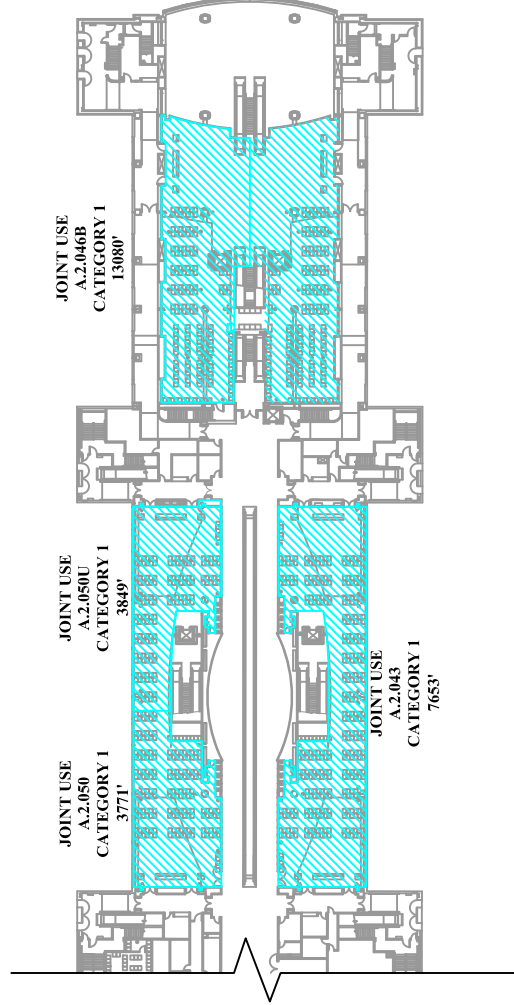 JOINT USE
A.2.046B
CATEGORY 1
13080'
JOINT USE
A.2.050U
CATEGORY 1
3849'
JOINT USE
A.2.043
CATEGORY 1
7653'
JOINT USE
A.2.050
CATEGORY 1
3771'